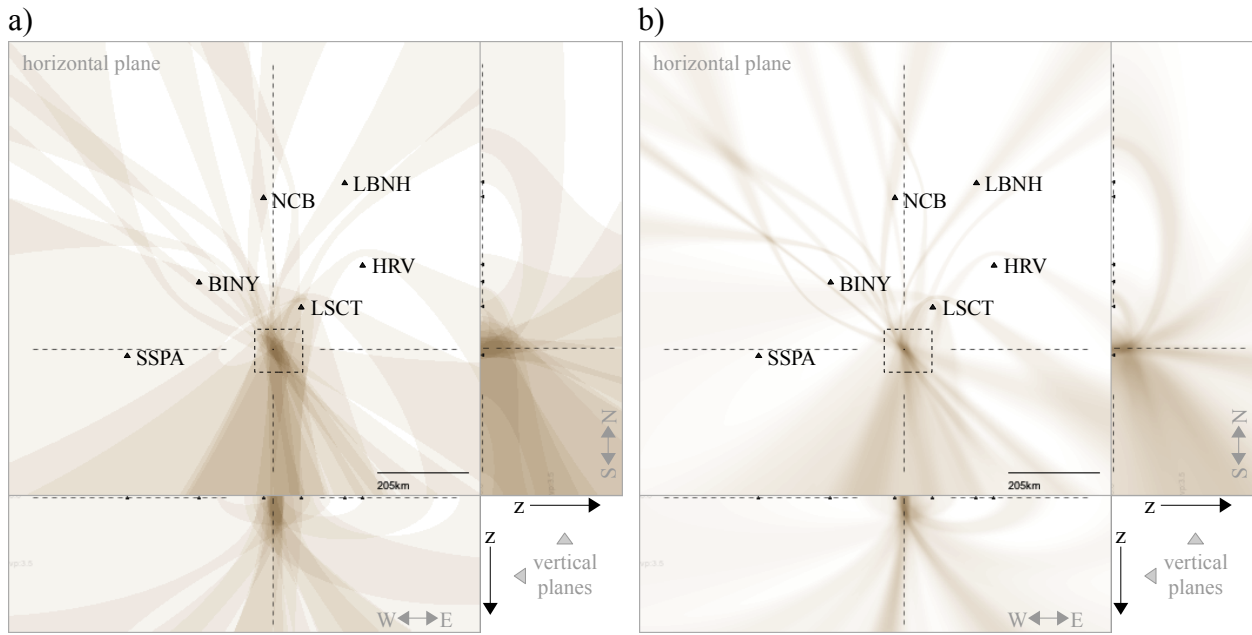 a)
horizontal plane
LBNH
NCB
HRV
BINY
LSCT
SSPA
205km
S N
z
z
vertical
planes
W E
b)
horizontal plane
LBNH
NCB
HRV
BINY
LSCT
SSPA
205km
S N
z
z
vertical
planes
W E